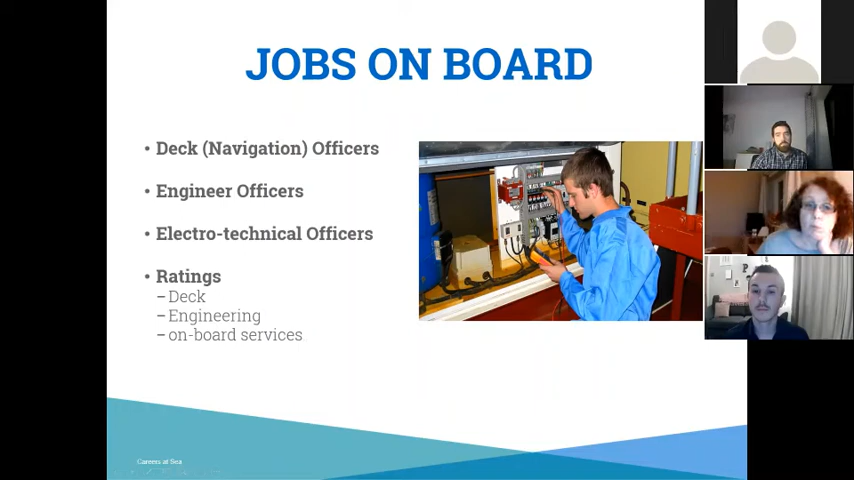 JOBS ON BOARD
• Deck (Navigation) Officers
• Engineer Officers
• Electro-technical Officers
• Ratings
– Deck
– Engineering
– on-board services
Careers at Sea